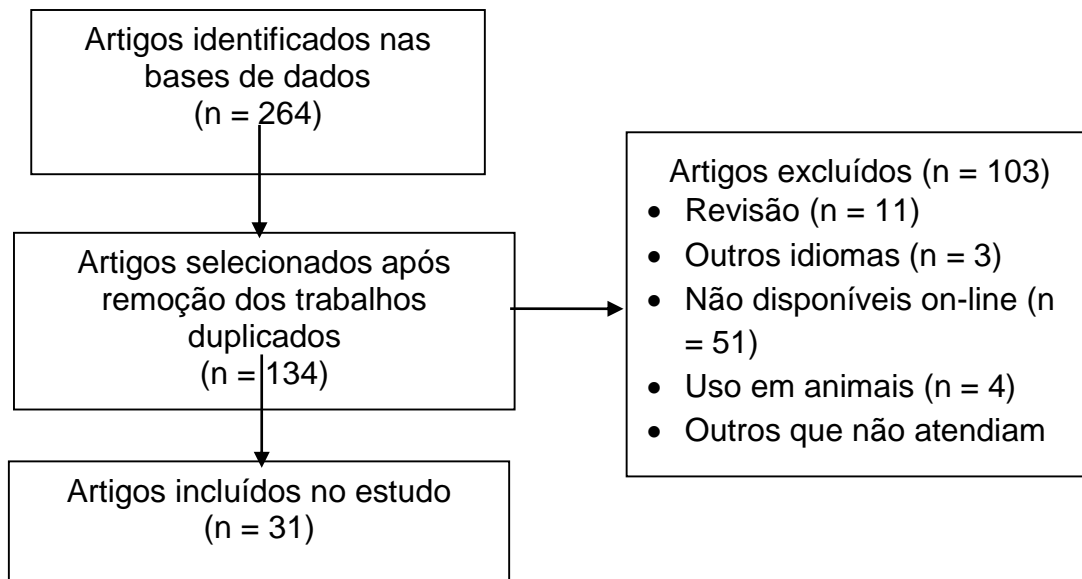 Artigos identificados nas
bases de dados
(n = 264)
Artigos selecionados após
remoção dos trabalhos
duplicados
(n = 134)
Artigos incluídos no estudo
(n = 31)
Artigos excluídos (n = 103)
• Revisão (n = 11)
• Outros idiomas (n = 3)
• Não disponíveis on-line (n
= 51)
• Uso em animais (n = 4)
• Outros que não atendiam